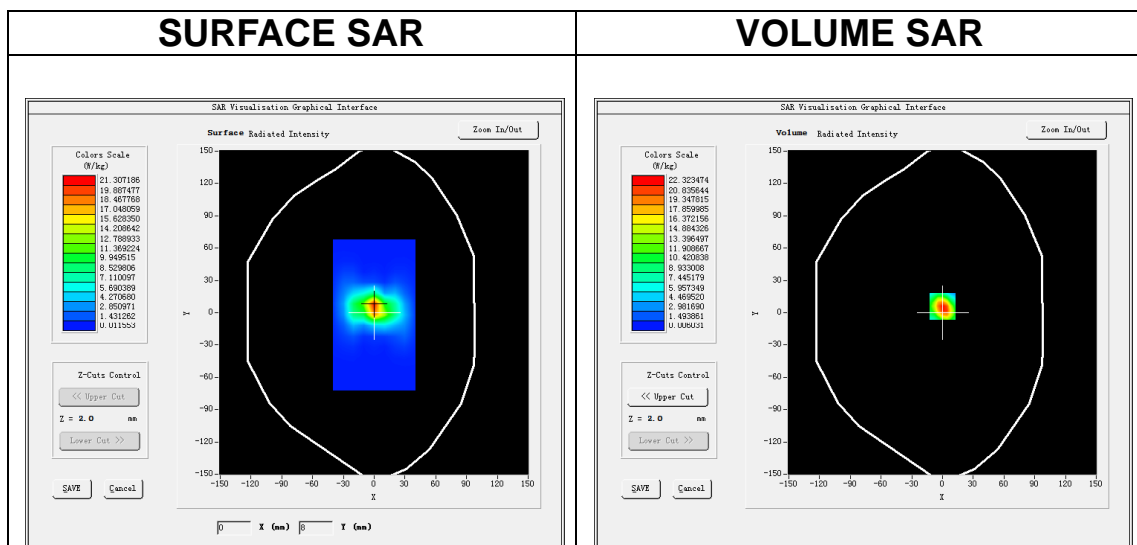 SURFACE SAR
VOLUME SAR
SAR Visualisation Graphical Interface
Surface Radiated Intensity
Zoom In/Out
Colors Scale
(W/kg)
21.307186
19.887477
18.467768
17.048059
15.628350
14.208642
12.788933
11.369224
9.949515
8.529806
7.110097
5.690389
4.270680
2.850971
1.431262
0.011553
Z-Cuts Control
<< Upper Cut
Z = 2.0 mm
Lower Cut >>
SAVE
Cancel
150
120
90
60
30
0
-30
-60
-90
-120
-150
Y
-150 -120 -90 -60 -30 0 30 60 90 120 150
X
0 X (mm) 8 Y (mm)
SAR Visualisation Graphical Interface
Volume Radiated Intensity
Zoom In/Out
Colors Scale
(W/kg)
22.323474
20.835644
19.347815
17.859985
16.372156
14.884326
13.396497
11.908667
10.420838
8.933008
7.445179
5.957349
4.469520
2.981690
1.493861
0.006031
Z-Cuts Control
<< Upper Cut
Z = 2.0 mm
Lower Cut >>
SAVE
Cancel
150
120
90
60
30
0
-30
-60
-90
-120
-150
Y
-150 -120 -90 -60 -30 0 30 60 90 120 150
X